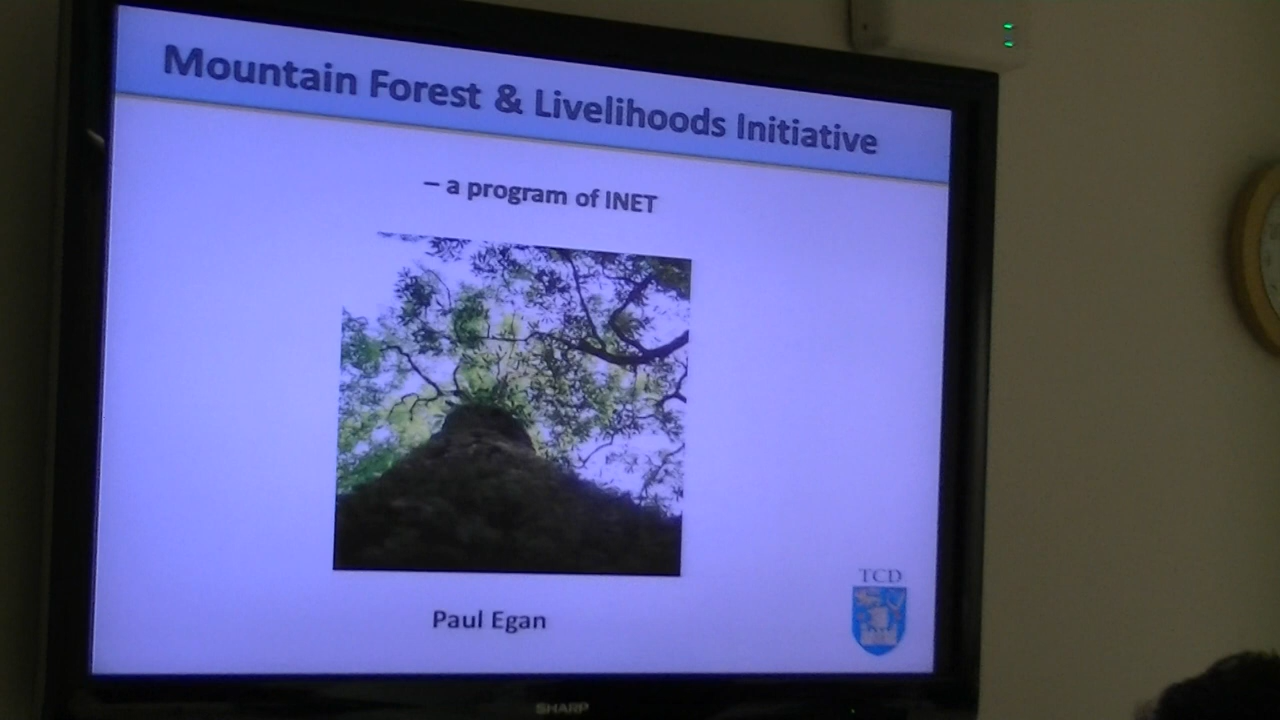 Mountain Forest & Livelihoods Initiative
– a program of INET
Paul Egan
TCD
SHARP